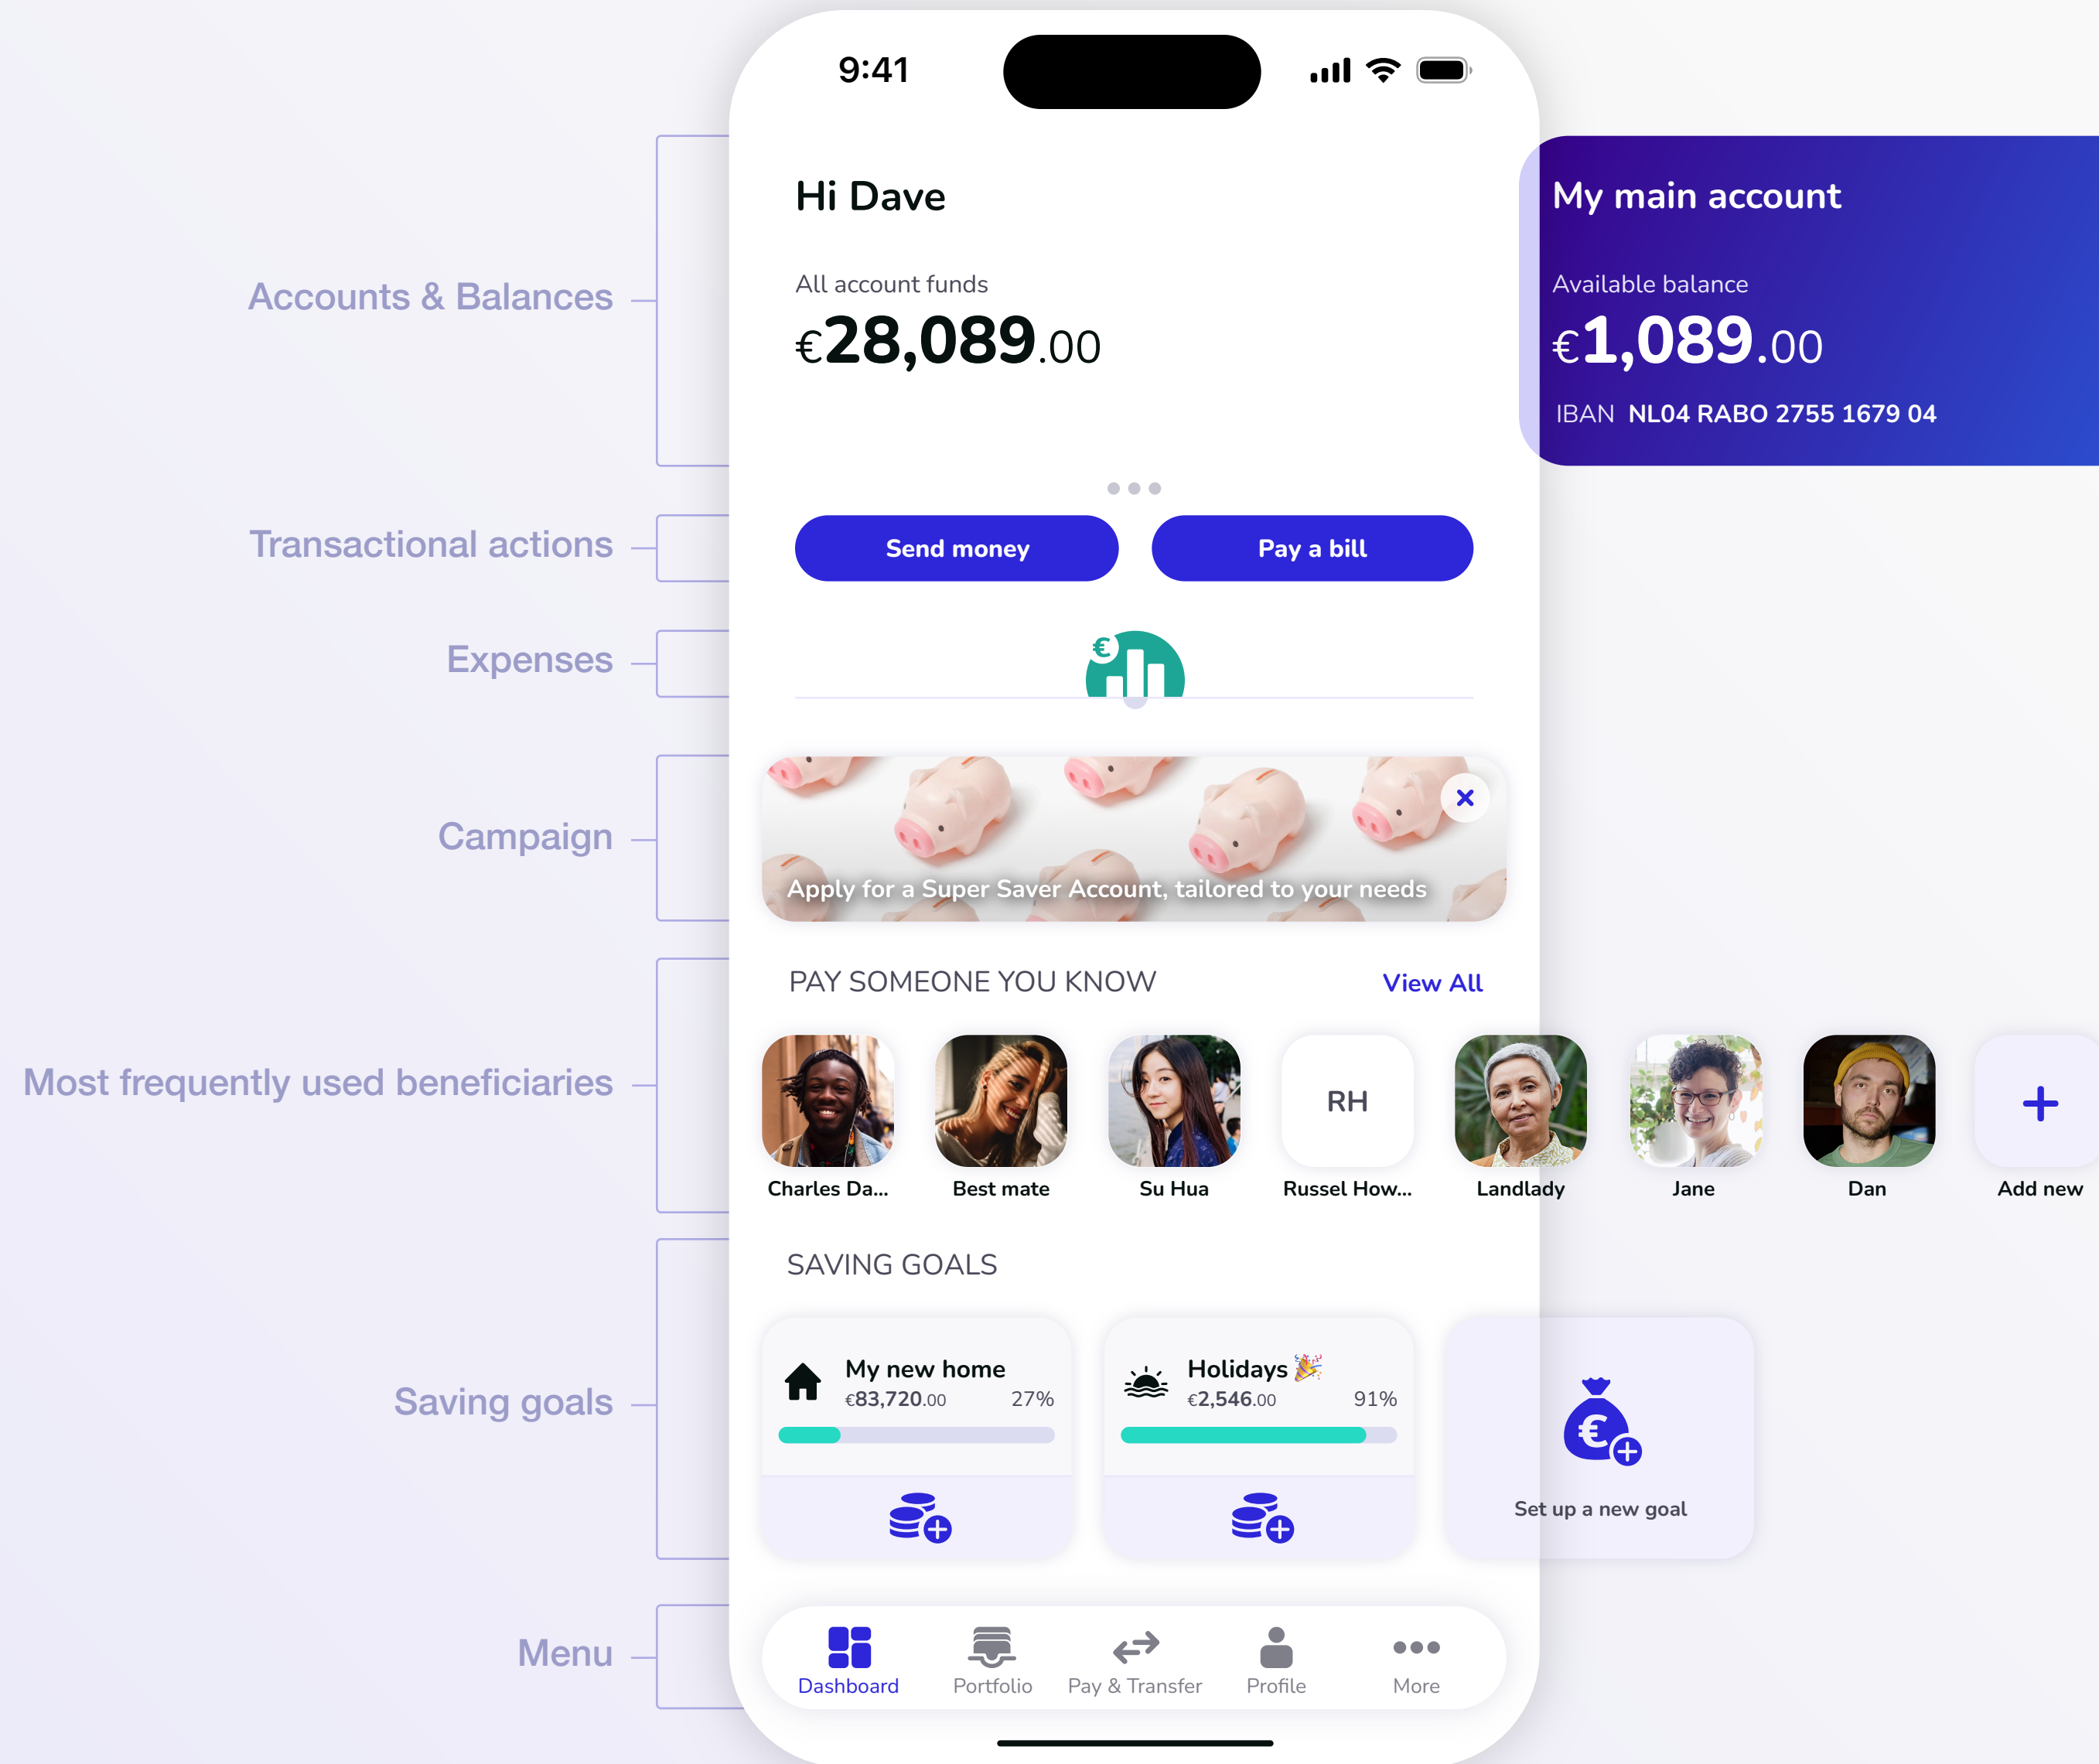 9:41
Hi Dave
My main account
Accounts & Balances
All account funds
€28,089.00
Available balance
€1,089.00
IBAN NL04 RABO 2755 1679 04
Transactional actions
Send money
Pay a bill
Expenses
€
Campaign
Apply for a Super Saver Account, tailored to your needs
PAY SOMEONE YOU KNOW
View All
Most frequently used beneficiaries
RH
Charles Da...
Best mate
Su Hua
Russel How...
Landlady
Jane
Dan
Add new
SAVING GOALS
Saving goals
My new home
€83,720.00
27%
Holidays 🎉
€2,546.00
91%
€
Set up a new goal
Menu
Dashboard
Portfolio
Pay & Transfer
Profile
More